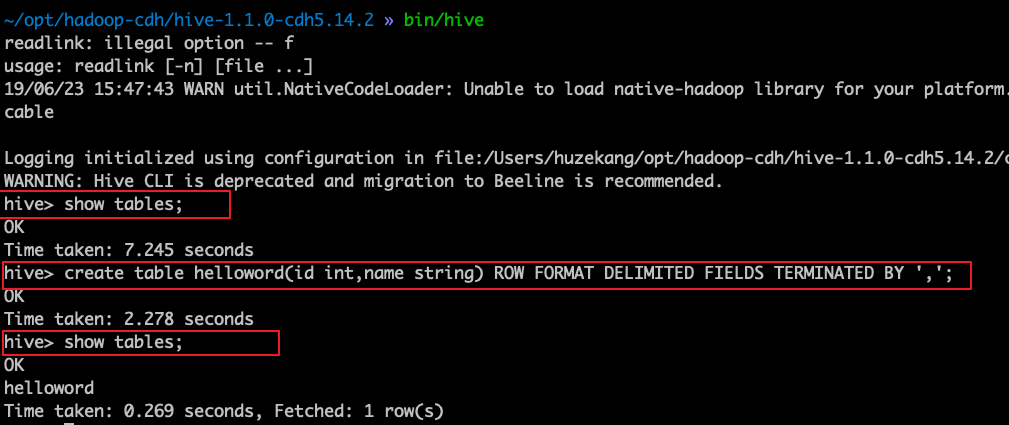 ~/opt/hadoop-cdh/hive-1.1.0-cdh5.14.2 » bin/hive
readlink: illegal option -- f
usage: readlink [-n] [file ...]
19/06/23 15:47:43 WARN util.NativeCodeLoader: Unable to load native-hadoop library for your platform.
cable
Logging initialized using configuration in file:/Users/huzekang/opt/hadoop-cdh/hive-1.1.0-cdh5.14.2/c
WARNING: Hive CLI is deprecated and migration to Beeline is recommended.
hive> show tables;
OK
Time taken: 7.245 seconds
hive> create table helloword(id int,name string) ROW FORMAT DELIMITED FIELDS TERMINATED BY ',';
OK
Time taken: 2.278 seconds
hive> show tables;
OK
helloword
Time taken: 0.269 seconds, Fetched: 1 row(s)